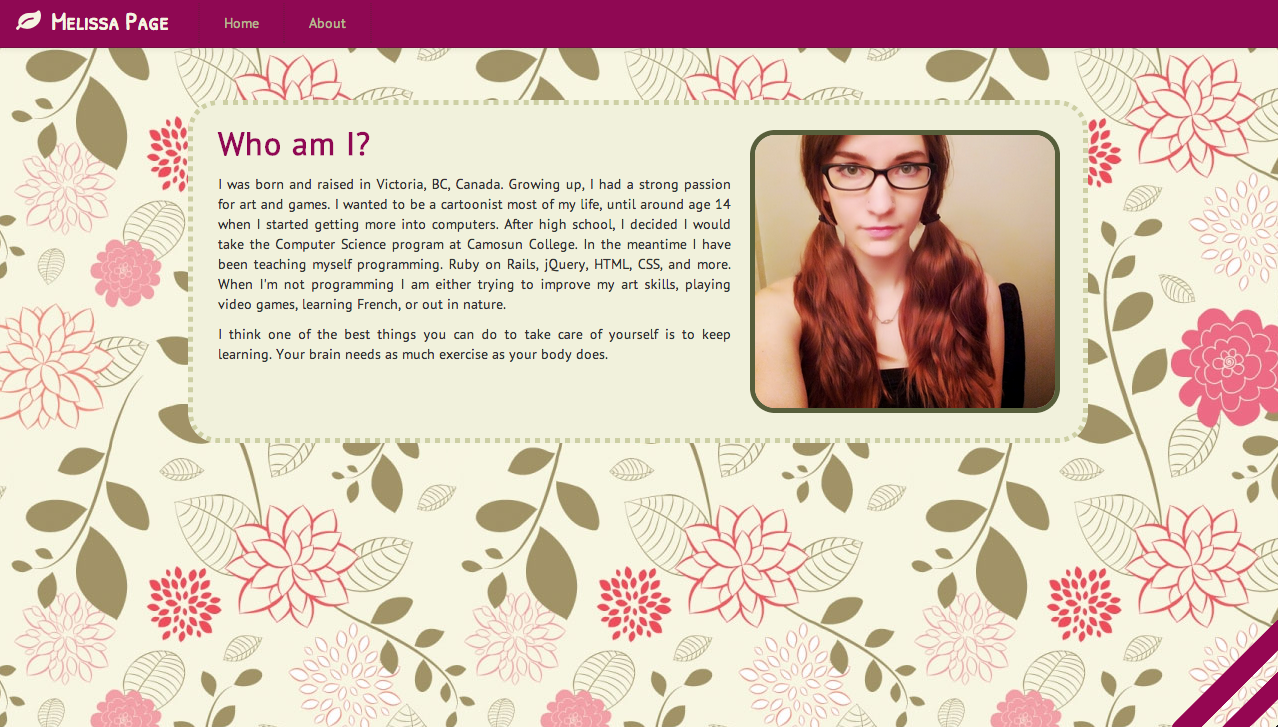 Melissa Page
Home
About
Who am I?
I was born and raised in Victoria, BC, Canada. Growing up, I had a strong passion
for art and games. I wanted to be a cartoonist most of my life, until around age 14
when I started getting more into computers. After high school, I decided I would
take the Computer Science program at Camosun College. In the meantime I have
been teaching myself programming. Ruby on Rails, jQuery, HTML, CSS, and more.
When I'm not programming I am either trying to improve my art skills, playing
video games, learning French, or out in nature.
I think one of the best things you can do to take care of yourself is to keep
learning. Your brain needs as much exercise as your body does.